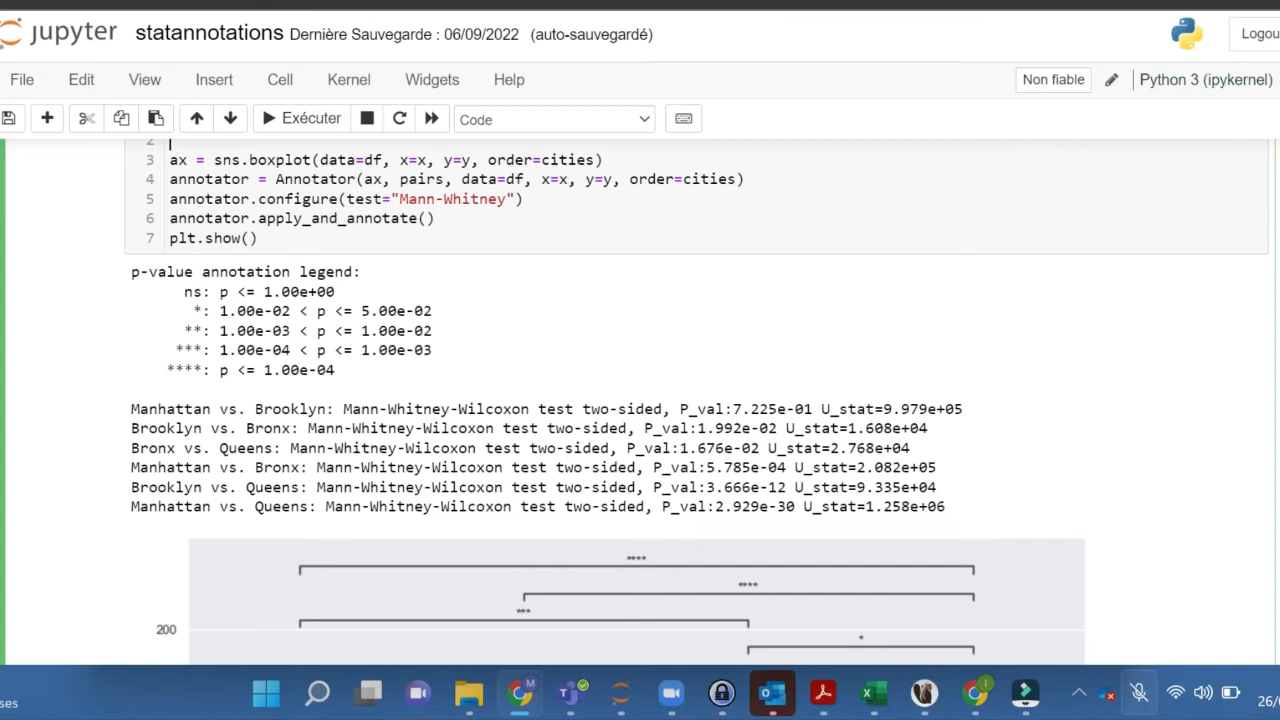 jupyter statannotations Dernière Sauvegarde : 06/09/2022 (auto-sauvegardé)
Logou
File Edit View Insert Cell Kernel Widgets Help
Non fiable
Python 3 (ipykernel)
Exécuter
Code
2
3 ax = sns.boxplot(data=df, x=x, y=y, order=cities)
4 annotator = Annotator(ax, pairs, data=df, x=x, y=y, order=cities)
5 annotator.configure(test="Mann-Whitney")
6 annotator.apply_and_annotate()
7 plt.show()
p-value annotation legend:
ns: p <= 1.00e+00
*: 1.00e-02 < p <= 5.00e-02
**: 1.00e-03 < p <= 1.00e-02
***: 1.00e-04 < p <= 1.00e-03
****: p <= 1.00e-04
Manhattan vs. Brooklyn: Mann-Whitney-Wilcoxon test two-sided, P_val:7.225e-01 U_stat=9.979e+05
Brooklyn vs. Bronx: Mann-Whitney-Wilcoxon test two-sided, P_val:1.992e-02 U_stat=1.608e+04
Bronx vs. Queens: Mann-Whitney-Wilcoxon test two-sided, P_val:1.676e-02 U_stat=2.768e+04
Manhattan vs. Bronx: Mann-Whitney-Wilcoxon test two-sided, P_val:5.785e-04 U_stat=2.082e+05
Brooklyn vs. Queens: Mann-Whitney-Wilcoxon test two-sided, P_val:3.666e-12 U_stat=9.335e+04
Manhattan vs. Queens: Mann-Whitney-Wilcoxon test two-sided, P_val:2.929e-30 U_stat=1.258e+06
****
****
***
200
*
ses
26/